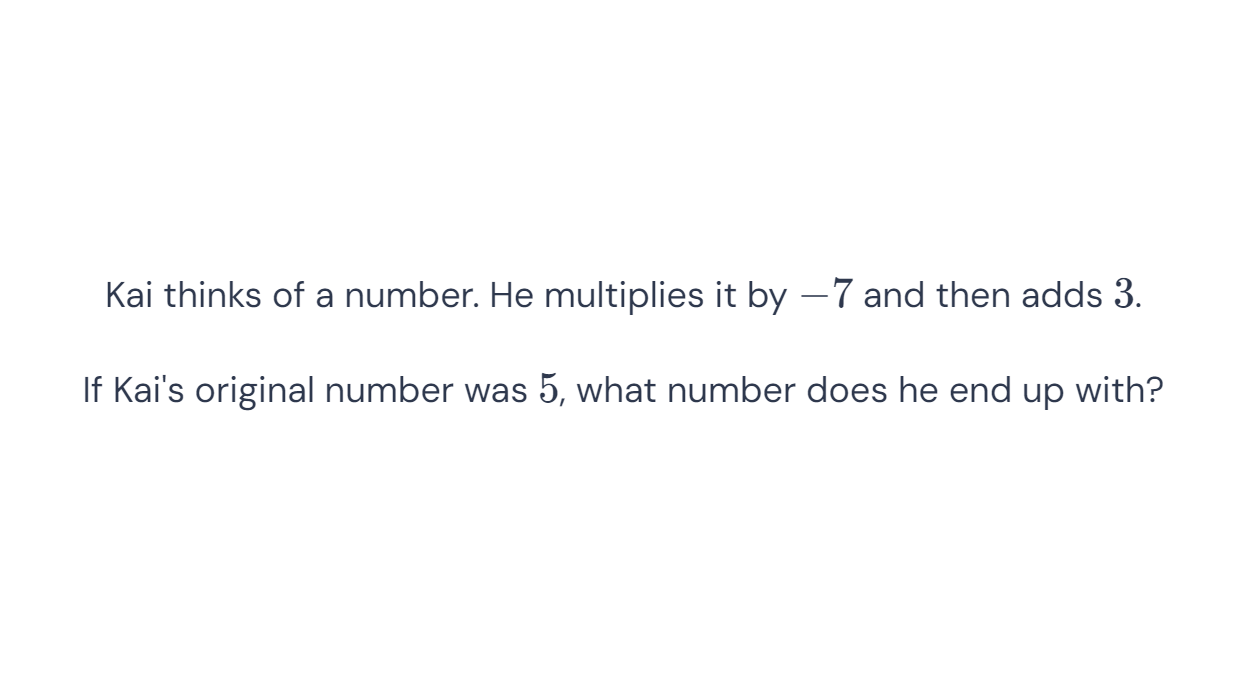 Kai thinks of a number. He multiplies it by −7 and then adds 3.
If Kai's original number was 5, what number does he end up with?